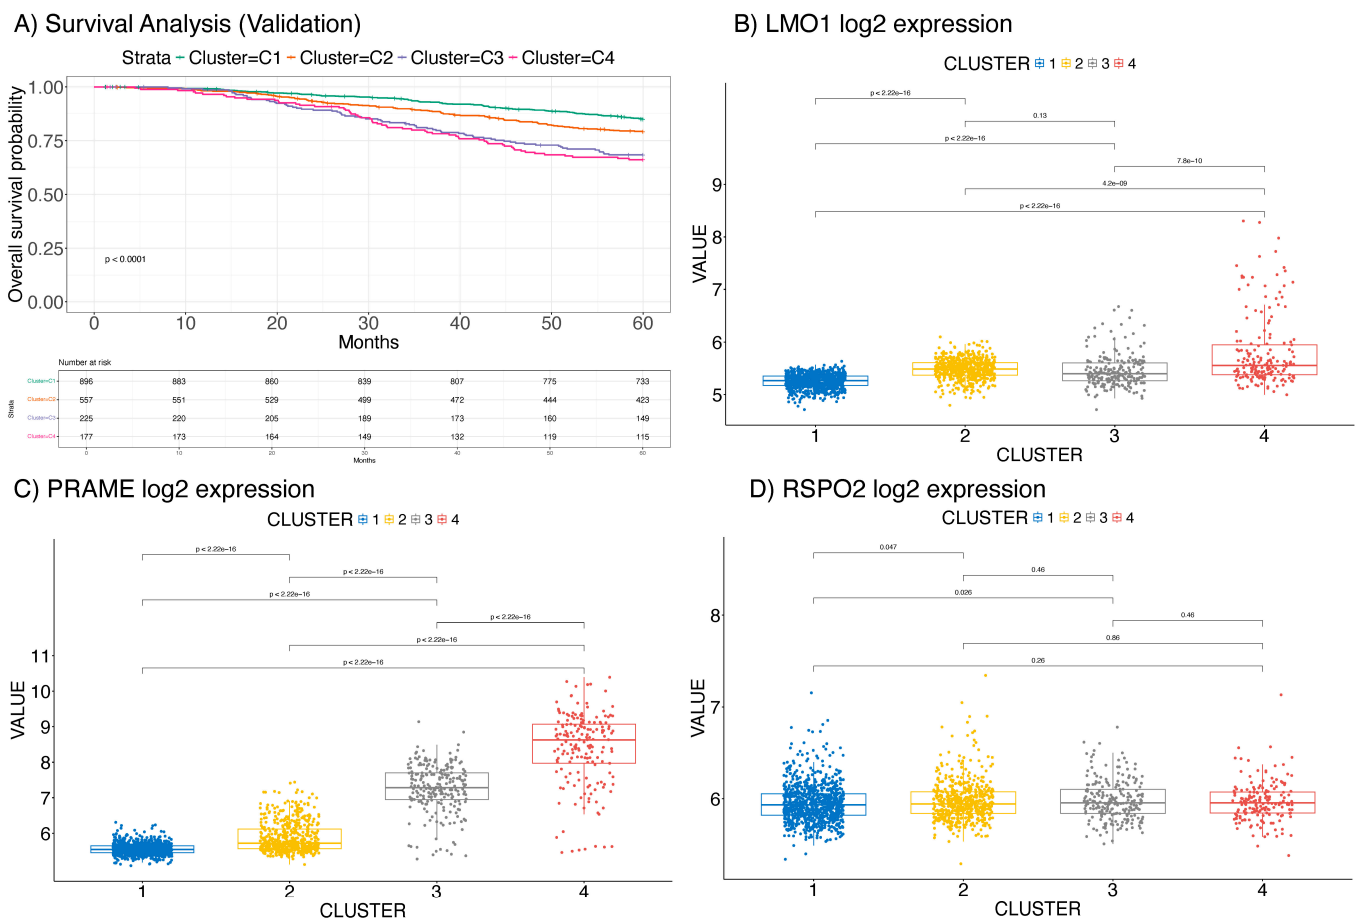 A) Survival Analysis (Validation)
Strata Cluster=C1 Cluster=C2 Cluster=C3 Cluster=C4
Overall survival probability
1.00
0.75
0.50
0.25
0.00
p < 0.0001
0 10 20 30 40 50 60
Months
Number at risk
Strata
Cluster=C1 896 883 860 839 807 775 733
Cluster=C2 557 551 529 499 472 444 423
Cluster=C3 225 220 205 189 173 160 149
Cluster=C4 177 173 164 149 132 119 115
0 10 20 30 40 50 60
Months
B) LMO1 log2 expression
CLUSTER 1 2 3 4
p < 2.22e−16
0.13
p < 2.22e−16
7.8e−10
4.2e−09
p < 2.22e−16
VALUE
9
8
7
6
5
1 2 3 4
CLUSTER
C) PRAME log2 expression
CLUSTER 1 2 3 4
p < 2.22e−16
p < 2.22e−16
p < 2.22e−16
p < 2.22e−16
p < 2.22e−16
p < 2.22e−16
VALUE
11
10
9
8
7
6
1 2 3 4
CLUSTER
D) RSPO2 log2 expression
CLUSTER 1 2 3 4
0.047
0.46
0.026
0.46
0.86
0.26
VALUE
8
7
6
1 2 3 4
CLUSTER